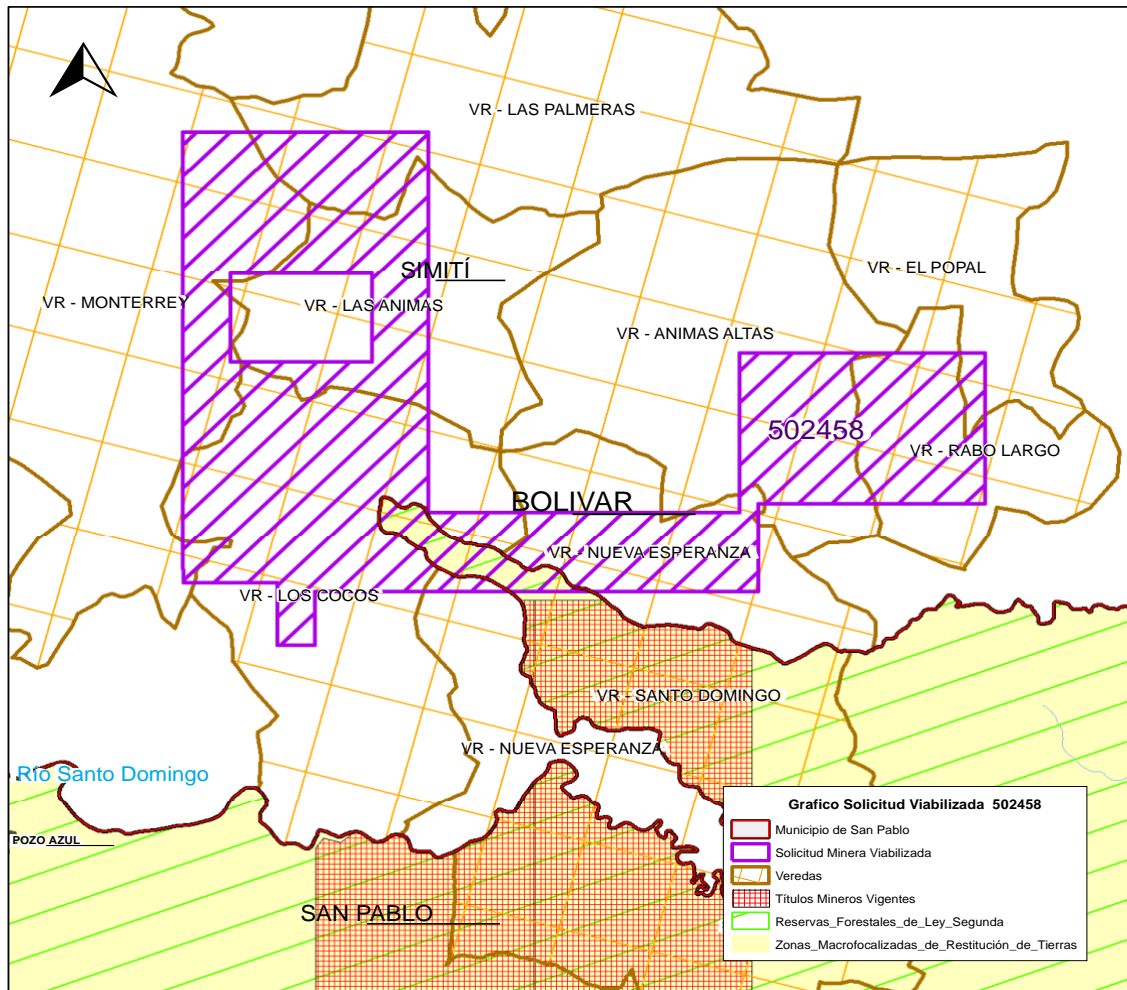 VR - LAS PALMERAS
SIMITÍ
VR - EL POPAL
VR - MONTERREY
VR - LAS ANIMAS
VR - ANIMAS ALTAS
502458
VR - RABO LARGO
BOLIVAR
VR - NUEVA ESPERANZA
VR - LOS COCOS
VR - SANTO DOMINGO
VR - NUEVA ESPERANZA
Río Santo Domingo
POZO AZUL
SAN PABLO
Grafico Solicitud Viabilizada 502458
Municipio de San Pablo
Solicitud Minera Viabilizada
Veredas
Títulos Mineros Vigentes
Reservas_Forestales_de_Ley_Segunda
Zonas_Macrofocalizadas_de_Restitución_de_Tierras